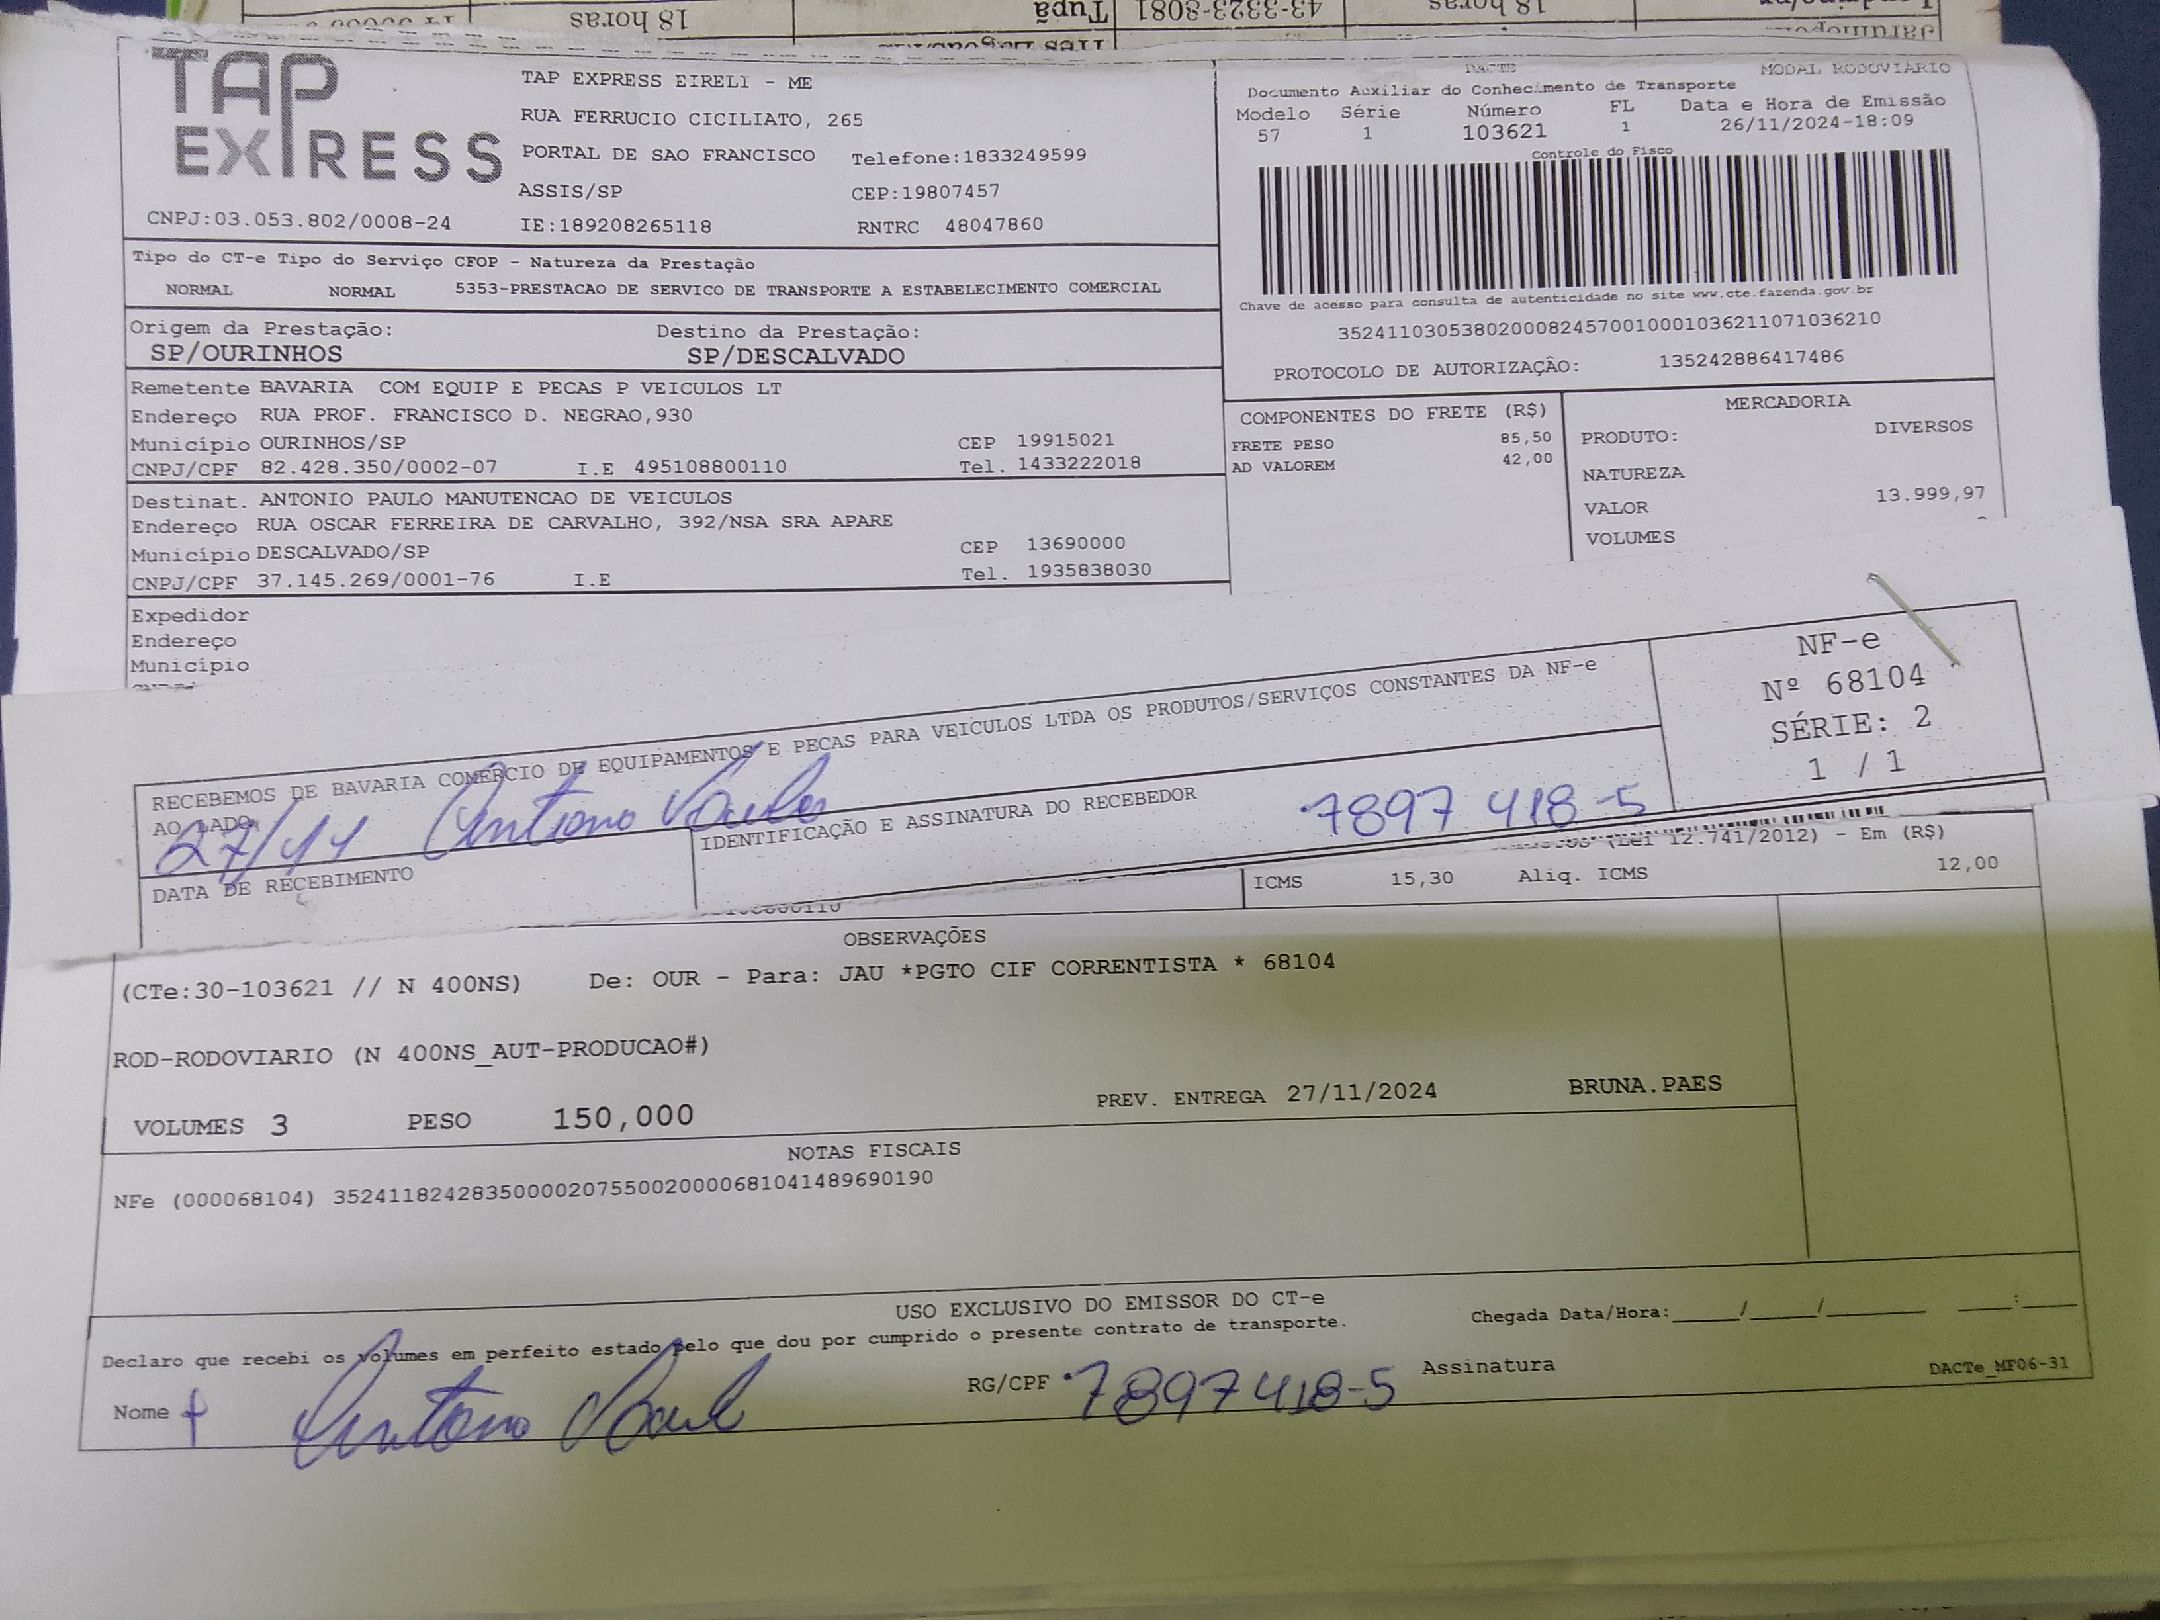 18 horas
Tupã
43-3323-8081
18 horas
TAP
EXPRESS
TAP EXPRESS EIRELI - ME
RUA FERRUCIO CICILIATO, 265
PORTAL DE SAO FRANCISCO Telefone:1833249599
ASSIS/SP CEP:19807457
CNPJ:03.053.802/0008-24 IE:189208265118 RNTRC 48047860
DACTE MODAL RODOVIARIO
Documento Auxiliar do Conhecimento de Transporte
Modelo Série Número FL Data e Hora de Emissão
57 1 103621 1 26/11/2024-18:09
Controle do Fisco
Chave de acesso para consulta de autenticidade no site www.cte.fazenda.gov.br
35241103053802000824570010001036211071036210
PROTOCOLO DE AUTORIZAÇÃO: 135242886417486
Tipo do CT-e Tipo do Serviço CFOP - Natureza da Prestação
NORMAL NORMAL 5353-PRESTACAO DE SERVICO DE TRANSPORTE A ESTABELECIMENTO COMERCIAL
Origem da Prestação: Destino da Prestação:
SP/OURINHOS SP/DESCALVADO
Remetente BAVARIA COM EQUIP E PECAS P VEICULOS LT
Endereço RUA PROF. FRANCISCO D. NEGRAO,930
Município OURINHOS/SP CEP 19915021
CNPJ/CPF 82.428.350/0002-07 I.E 495108800110 Tel. 1433222018
Destinat. ANTONIO PAULO MANUTENCAO DE VEICULOS
Endereço RUA OSCAR FERREIRA DE CARVALHO, 392/NSA SRA APARE
Município DESCALVADO/SP CEP 13690000
CNPJ/CPF 37.145.269/0001-76 I.E Tel. 1935838030
Expedidor
Endereço
Município
COMPONENTES DO FRETE (R$)
FRETE PESO 85,50
AD VALOREM 42,00
MERCADORIA
PRODUTO: DIVERSOS
NATUREZA
VALOR 13.999,97
VOLUMES
RECEBEMOS DE BAVARIA COMERCIO DE EQUIPAMENTOS E PECAS PARA VEICULOS LTDA OS PRODUTOS/SERVIÇOS CONSTANTES DA NF-e
AO LADO
NF-e
Nº 68104
SÉRIE: 2
1 / 1
27/11 Antonio Paulo
DATA DE RECEBIMENTO
IDENTIFICAÇÃO E ASSINATURA DO RECEBEDOR 7897418-5
(Lei 12.741/2012) - Em (R$)
ICMS 15,30 Aliq. ICMS 12,00
OBSERVAÇÕES
(CTe:30-103621 // N 400NS) De: OUR - Para: JAU *PGTO CIF CORRENTISTA * 68104
ROD-RODOVIARIO (N 400NS_AUT-PRODUCAO#)
VOLUMES 3 PESO 150,000 PREV. ENTREGA 27/11/2024 BRUNA.PAES
NOTAS FISCAIS
NFe (000068104) 35241182428350000207550020000681041489690190
USO EXCLUSIVO DO EMISSOR DO CT-e
Declaro que recebi os volumes em perfeito estado pelo que dou por cumprido o presente contrato de transporte. Chegada Data/Hora:____/____/______ ___:___
Nome Antonio Paul RG/CPF 7897418-5 Assinatura DACTe_MF06-31